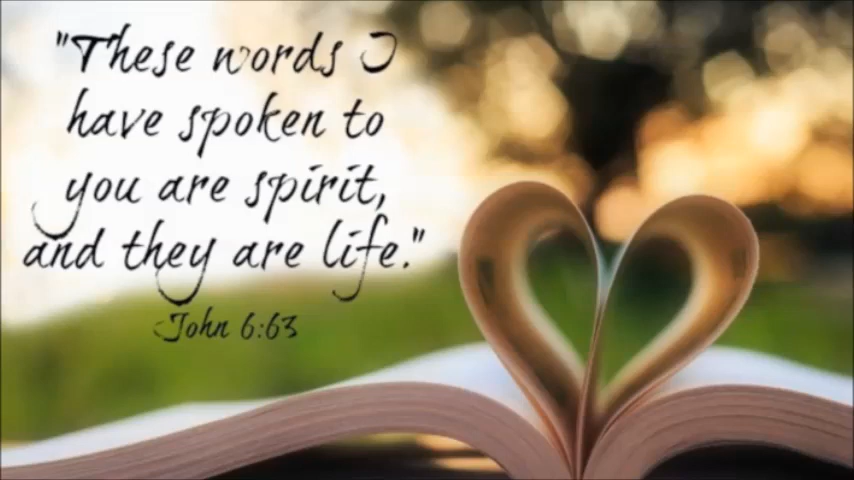 "These words I
have spoken to
you are spirit,
and they are life."
John 6:63